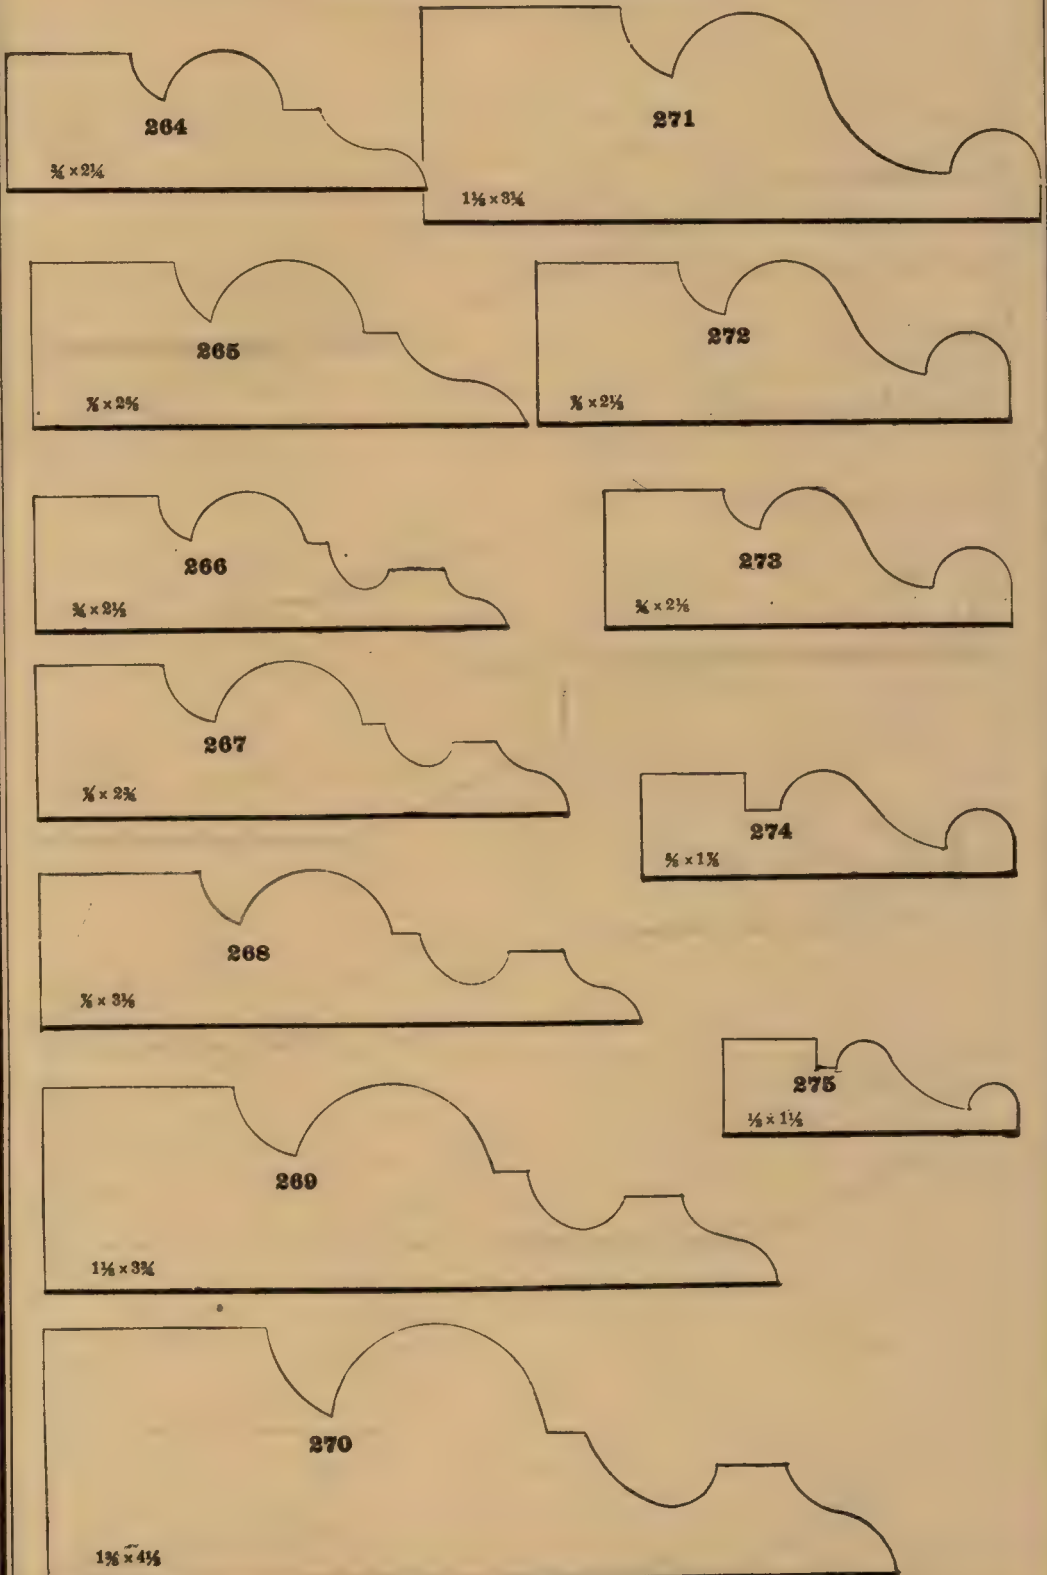 264
¾ × 2¼
271
1⅛ × 3¼
265
⅞ × 2⅝
272
⅞ × 2½
266
¾ × 2½
273
¾ × 2⅛
267
⅞ × 2¾
274
⅝ × 1⅞
268
⅞ × 3⅛
275
½ × 1½
269
1⅛ × 3¾
270
1⅜ × 4½